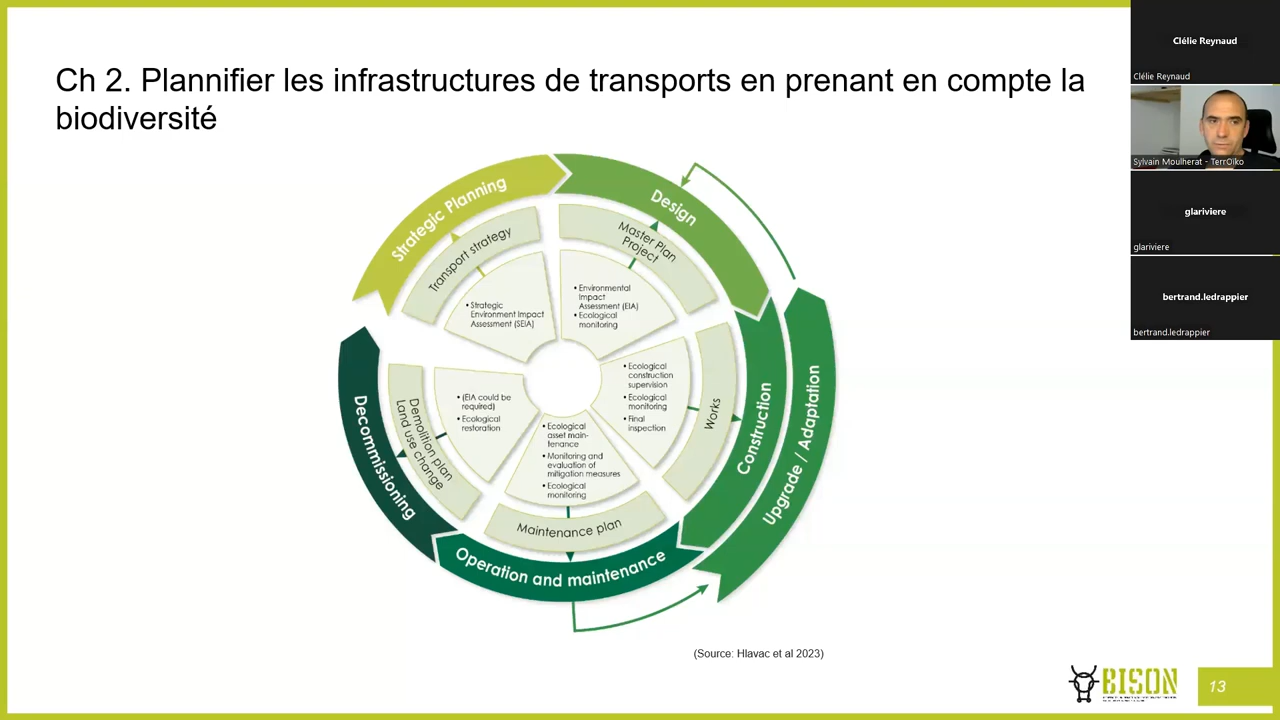 Ch 2. Plannifier les infrastructures de transports en prenant en compte la
biodiversité
Strategic Planning
Transport strategy
• Strategic
Environment Impact
Assessment (SEIA)
Design
Master Plan
Project
• Environmental
Impact
Assessment (EIA)
• Ecological
monitoring
Construction
Works
• Ecological
construction
supervision
• Ecological
monitoring
• Final
inspection
Upgrade / Adaptation
Operation and maintenance
Maintenance plan
• Ecological
asset main-
tenance
• Monitoring and
evaluation of
mitigation measures
• Ecological
monitoring
Decommissioning
Demolition plan
Land use change
• (EIA could be
required)
• Ecological
restoration
(Source: Hlavac et al 2023)
BISON
13
Clélie Reynaud
Clélie Reynaud
Sylvain Moulherat - TerrOïko
glariviere
glariviere
bertrand.ledrappier
bertrand.ledrappier